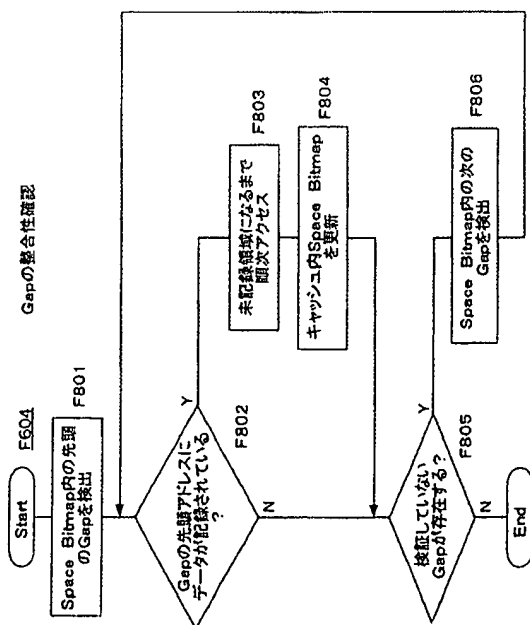 Gapの整合性確認
F604
Start
F801
Space Bitmap内の先頭
のGapを検出
Gapの先頭アドレスに
データが記録されている
?
F802
Y
N
F803
未記録領域になるまで
順次アクセス
F804
キャッシュ内Space Bitmap
を更新
検証していない
Gapが存在する?
F805
Y
N
F806
Space Bitmap内の次の
Gapを検出
End